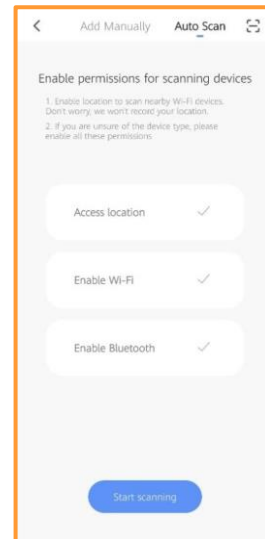 Add Manually Auto Scan
Enable permissions for scanning devices
1. Enable location to scan nearby Wi-Fi devices.
Don't worry, we won't record your location.
2. If you are unsure of the device type, please
enable all these permissions.
Access location
Enable Wi-Fi
Enable Bluetooth
Start scanning